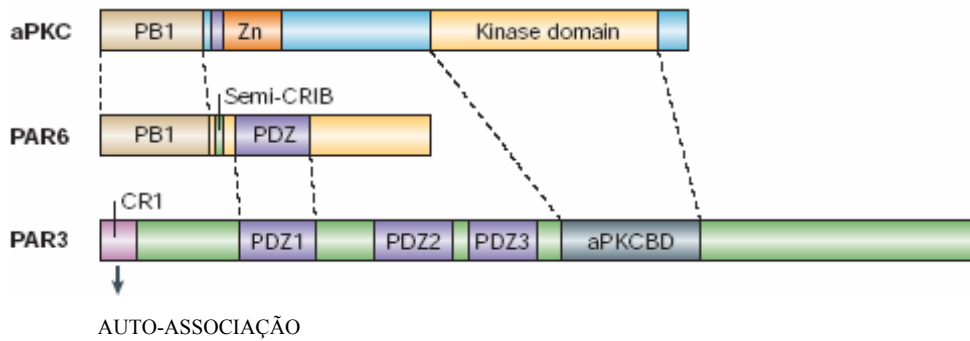 aPKC PB1 Zn Kinase domain
Semi-CRIB
PAR6 PB1 PDZ
CR1
PAR3 PDZ1 PDZ2 PDZ3 aPKCBD
AUTO-ASSOCIAÇÃO